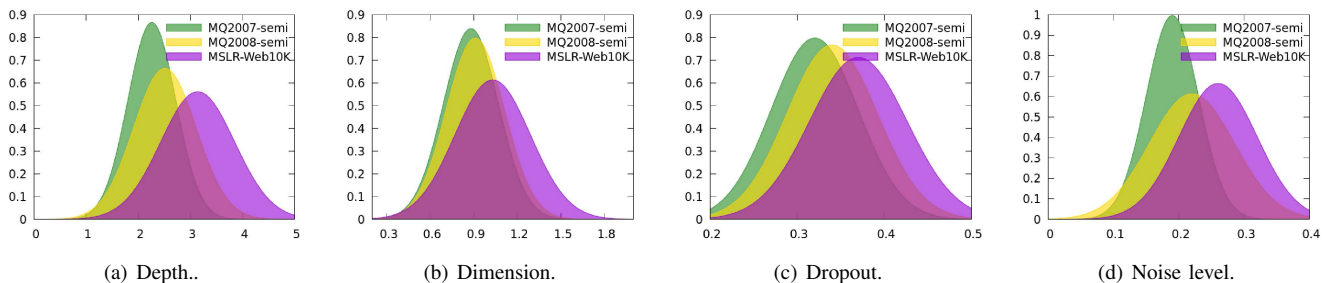 0.9
0.8
0.7
0.6
0.5
0.4
0.3
0.2
0.1
0
0 1 2 3 4 5
MQ2007-semi
MQ2008-semi
MSLR-Web10K
(a) Depth..
0.9
0.8
0.7
0.6
0.5
0.4
0.3
0.2
0.1
0
0.3 0.6 0.9 1.2 1.5 1.8
MQ2007-semi
MQ2008-semi
MSLR-Web10K
(b) Dimension.
0.9
0.8
0.7
0.6
0.5
0.4
0.3
0.2
0.1
0
0.2 0.3 0.4 0.5
MQ2007-semi
MQ2008-semi
MSLR-Web10K
(c) Dropout.
1
0.9
0.8
0.7
0.6
0.5
0.4
0.3
0.2
0.1
0
0 0.1 0.2 0.3 0.4
MQ2007-semi
MQ2008-semi
MSLR-Web10K
(d) Noise level.